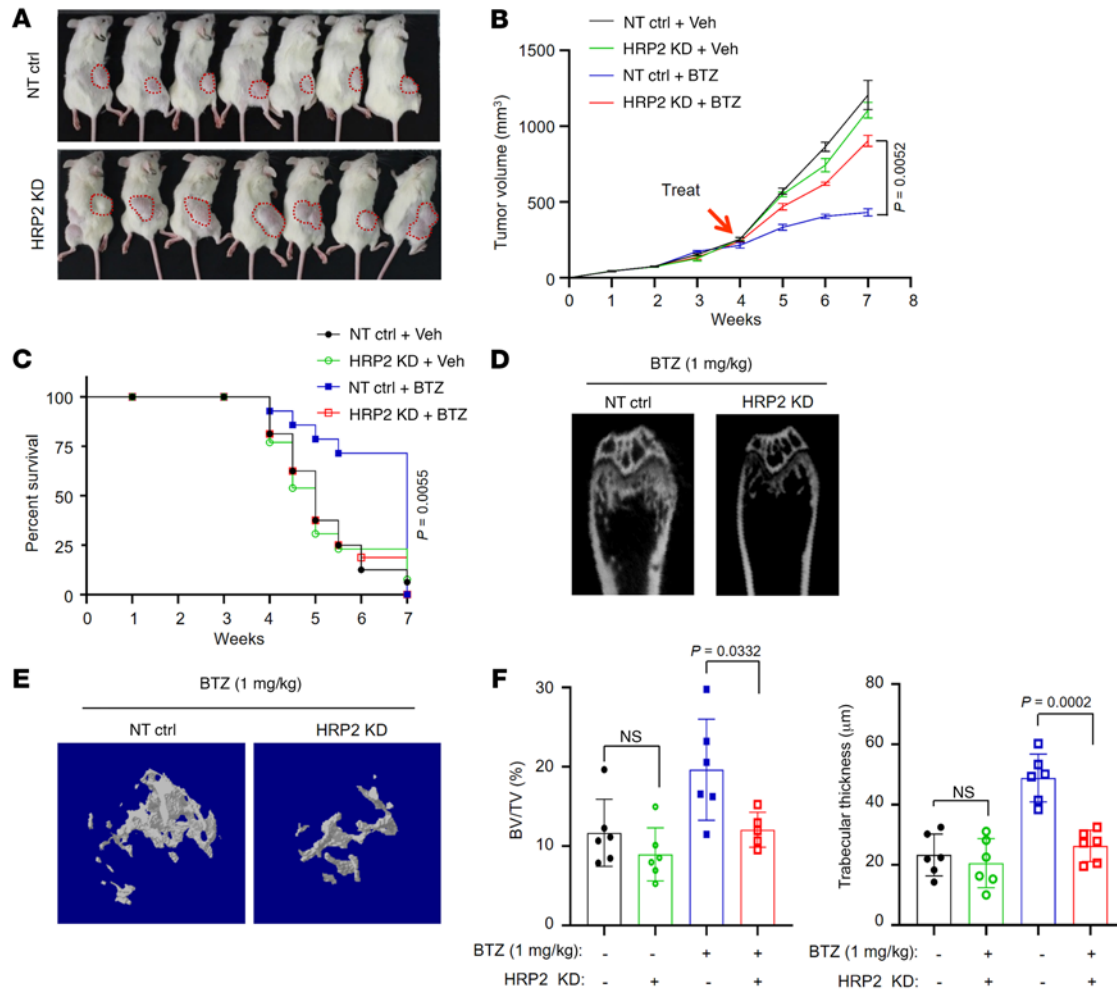 A
NT ctrl
HRP2 KD
B
NT ctrl + Veh
HRP2 KD + Veh
NT ctrl + BTZ
HRP2 KD + BTZ
Tumor volume (mm³)
1500
1000
500
0
Treat
P = 0.0052
0 1 2 3 4 5 6 7 8
Weeks
C
NT ctrl + Veh
HRP2 KD + Veh
NT ctrl + BTZ
HRP2 KD + BTZ
Percent survival
100
75
50
25
0
P = 0.0055
0 1 2 3 4 5 6 7
Weeks
D
BTZ (1 mg/kg)
NT ctrl HRP2 KD
E
BTZ (1 mg/kg)
NT ctrl HRP2 KD
F
BV/TV (%)
30
20
10
0
NS
P = 0.0332
BTZ (1 mg/kg): - - + +
HRP2 KD: - + - +
Trabecular thickness (µm)
80
60
40
20
0
NS
P = 0.0002
BTZ (1 mg/kg): - + - +
HRP2 KD: - + - +